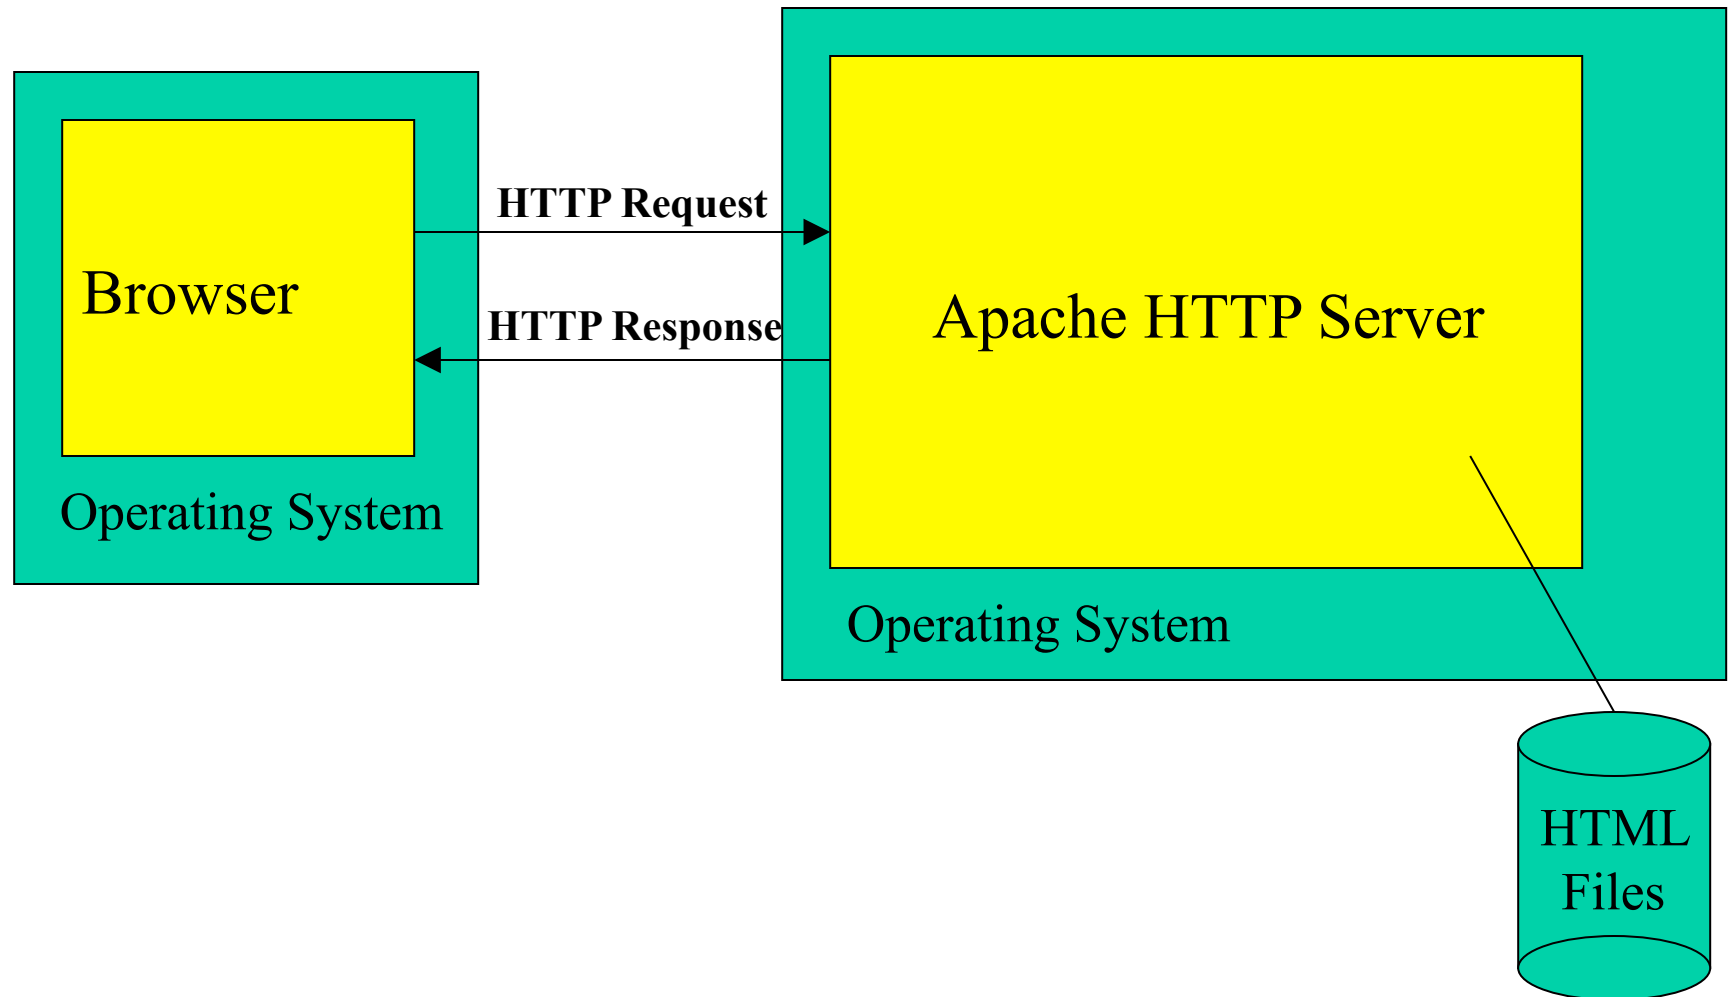 HTTP Request
Browser
HTTP Response
Apache HTTP Server
Operating System
Operating System
HTML
Files